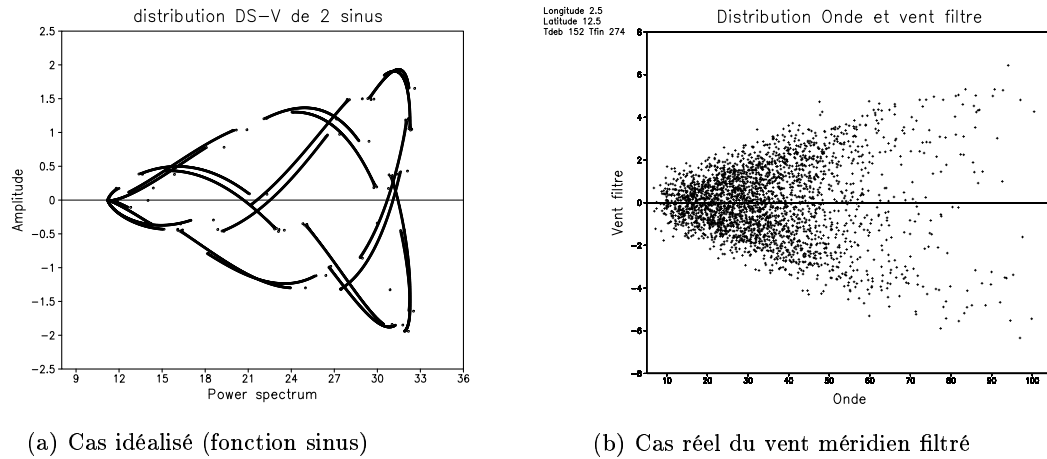 distribution DS-V de 2 sinus
2.5
2
1.5
1
0.5
0
-0.5
-1
-1.5
-2
-2.5
Amplitude
9 12 15 18 21 24 27 30 33 36
Power spectrum
(a) Cas idéalisé (fonction sinus)
Longitude 2.5
Latitude 12.5
Tdeb 152 Tfin 274
Distribution Onde et vent filtre
8
6
4
2
0
-2
-4
-6
-8
Vent filtre
10 20 30 40 50 60 70 80 90 100
Onde
(b) Cas réel du vent méridien filtré